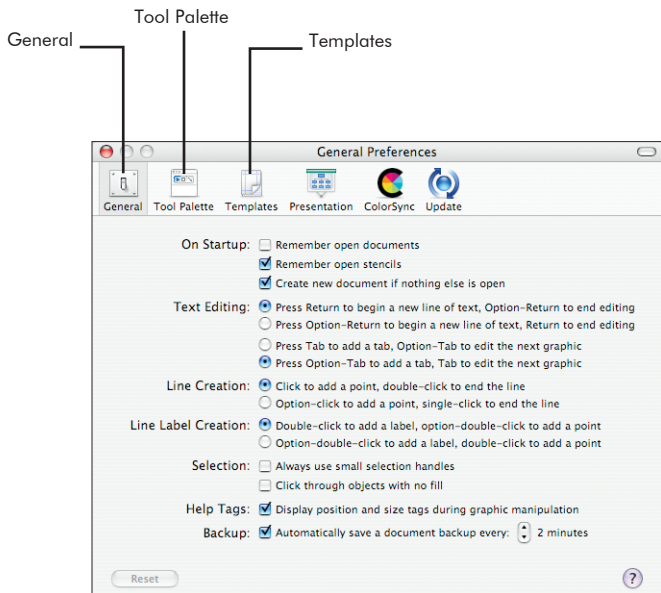 Tool Palette
General
Templates
General Preferences
General Tool Palette Templates Presentation ColorSync Update
On Startup: Remember open documents
Remember open stencils
Create new document if nothing else is open
Text Editing: Press Return to begin a new line of text, Option-Return to end editing
Press Option-Return to begin a new line of text, Return to end editing
Press Tab to add a tab, Option-Tab to edit the next graphic
Press Option-Tab to add a tab, Tab to edit the next graphic
Line Creation: Click to add a point, double-click to end the line
Option-click to add a point, single-click to end the line
Line Label Creation: Double-click to add a label, option-double-click to add a point
Option-double-click to add a label, double-click to add a point
Selection: Always use small selection handles
Click through objects with no fill
Help Tags: Display position and size tags during graphic manipulation
Backup: Automatically save a document backup every: 2 minutes
Reset ?